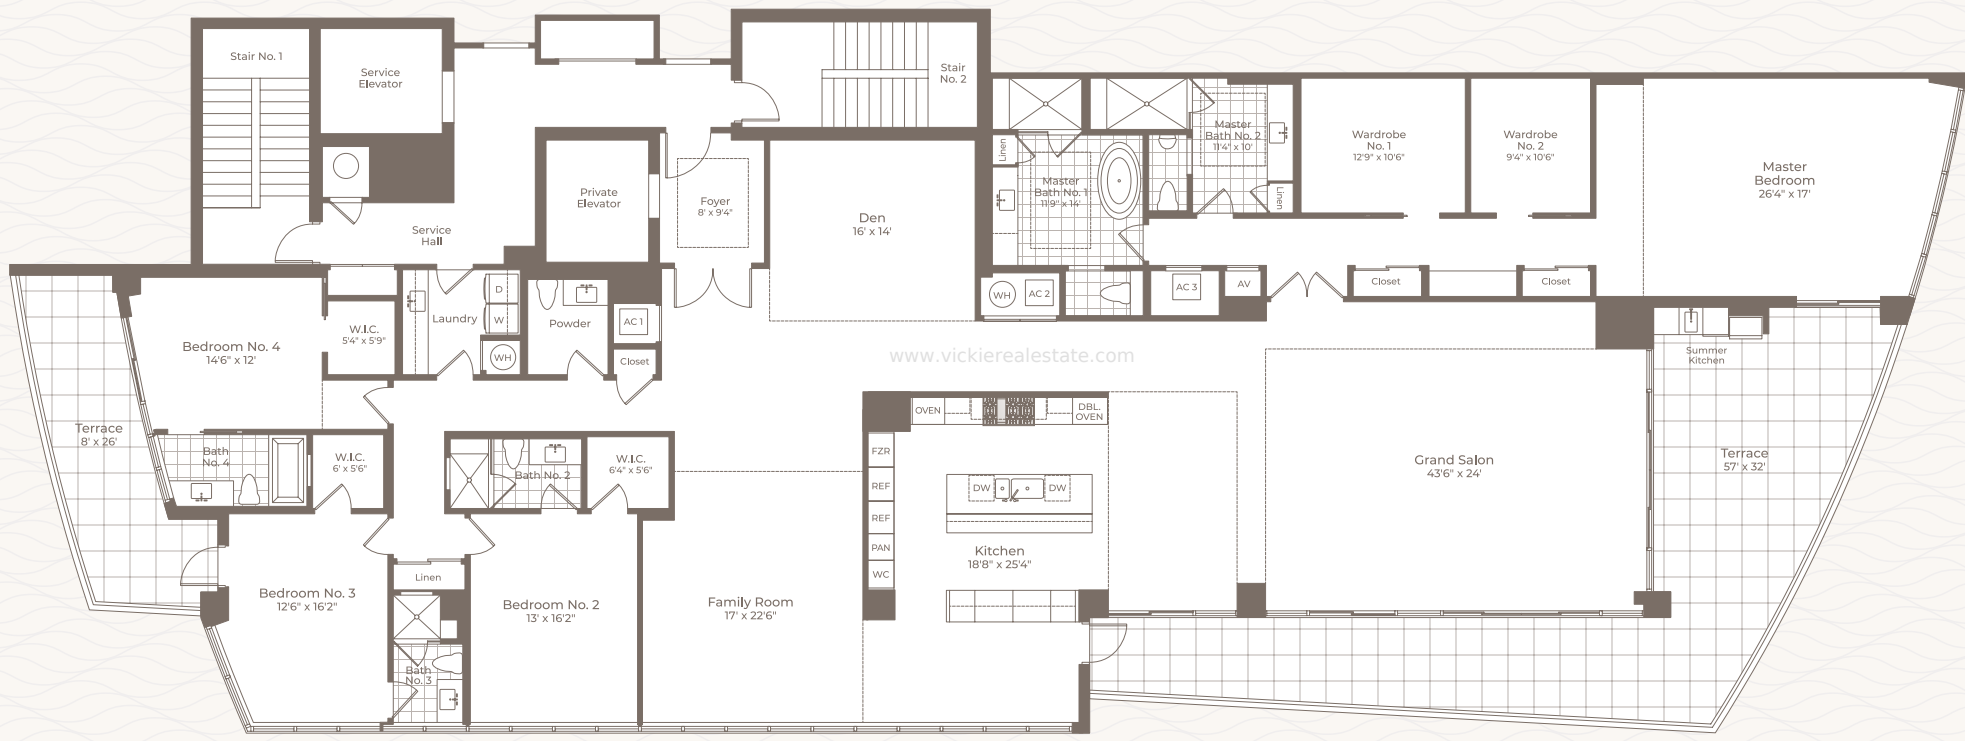 Stair No. 1
Service
Elevator
Stair
No. 2
Private
Elevator
Foyer
8' x 9'4"
Den
16' x 14'
Service
Hall
Linen
Master
Bath No. 1
11'9" x 14'
Master
Bath No. 2
11'4" x 10'
Linen
Wardrobe
No. 1
12'9" x 10'6"
Wardrobe
No. 2
9'4" x 10'6"
Master
Bedroom
26'4" x 17'
WH
AC 2
AC 3
AV
Closet
Closet
Summer
Kitchen
Bedroom No. 4
14'6" x 12'
W.I.C.
5'4" x 5'9"
Laundry
D
W
WH
Powder
AC 1
Closet
www.vickierealestate.com
Terrace
8' x 26'
Bath
No. 4
W.I.C.
6' x 5'6"
Bath No. 2
W.I.C.
6'4" x 5'6"
OVEN
DBL.
OVEN
FZR
REF
REF
PAN
WC
DW
DW
Kitchen
18'8" x 25'4"
Grand Salon
43'6" x 24'
Terrace
57' x 32'
Bedroom No. 3
12'6" x 16'2"
Linen
Bath
No. 3
Bedroom No. 2
13' x 16'2"
Family Room
17' x 22'6"